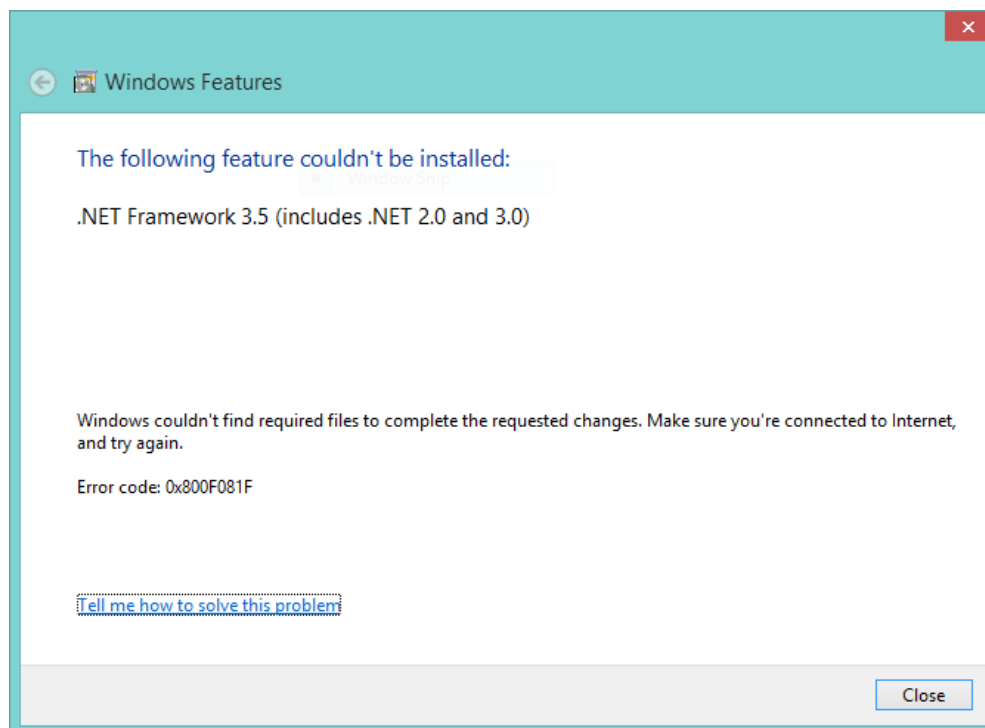 Windows Features
The following feature couldn't be installed:
Window Snip
.NET Framework 3.5 (includes .NET 2.0 and 3.0)
Windows couldn't find required files to complete the requested changes. Make sure you're connected to Internet,
and try again.
Error code: 0x800F081F
Tell me how to solve this problem
Close